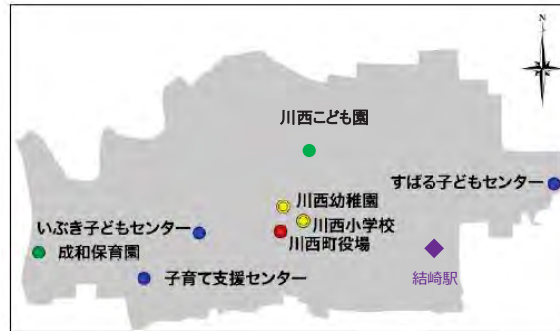 N
川西こども園
すばる子どもセンター
川西幼稚園
川西小学校
いぶき子どもセンター
川西町役場
成和保育園
結崎駅
子育て支援センター